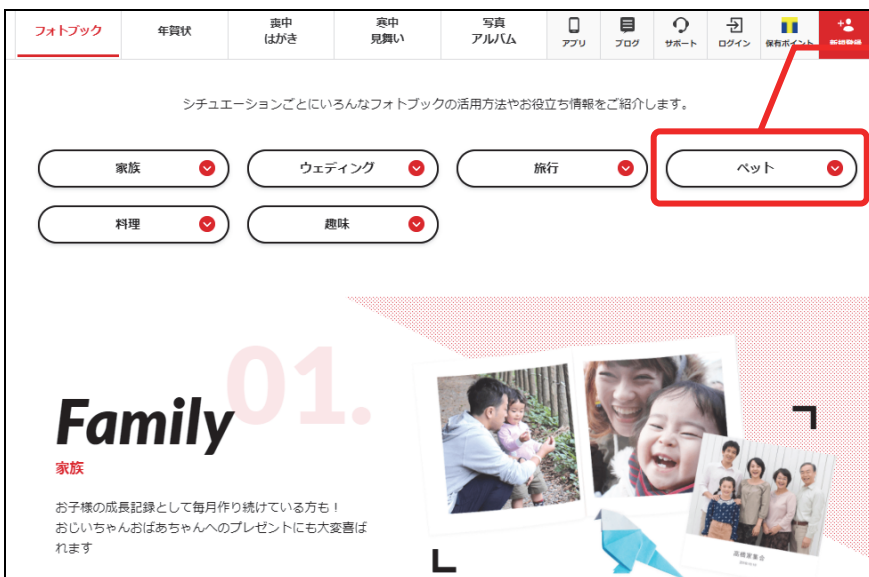 フォトブック
年賀状
喪中
はがき
寒中
見舞い
写真
アルバム
アプリ
ブログ
サポート
ログイン
保有ポイント
新規登録
シチュエーションごとにいろんなフォトブックの活用方法やお役立ち情報をご紹介します。
家族
ウェディング
旅行
ペット
料理
趣味
01.
Family
家族
お子様の成長記録として毎月作り続けている方も！
おじいちゃんおばあちゃんへのプレゼントにも大変喜ば
れます